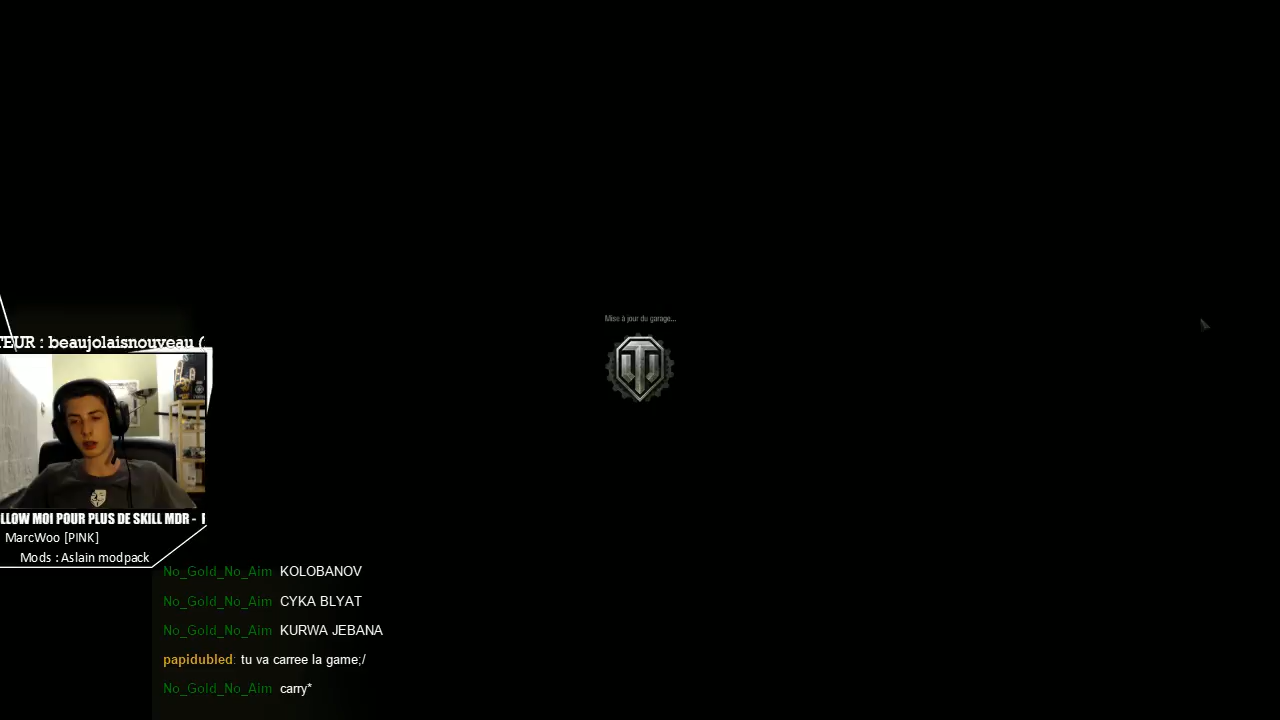 Mise à jour du garage...
TEUR : beaujolaisnouveau (
LLOW MOI POUR PLUS DE SKILL MDR -
MarcWoo [PINK]
Mods : Aslain modpack
No_Gold_No_Aim KOLOBANOV
No_Gold_No_Aim CYKA BLYAT
No_Gold_No_Aim KURWA JEBANA
papidubled: tu va carree la game;/
No_Gold_No_Aim carry*